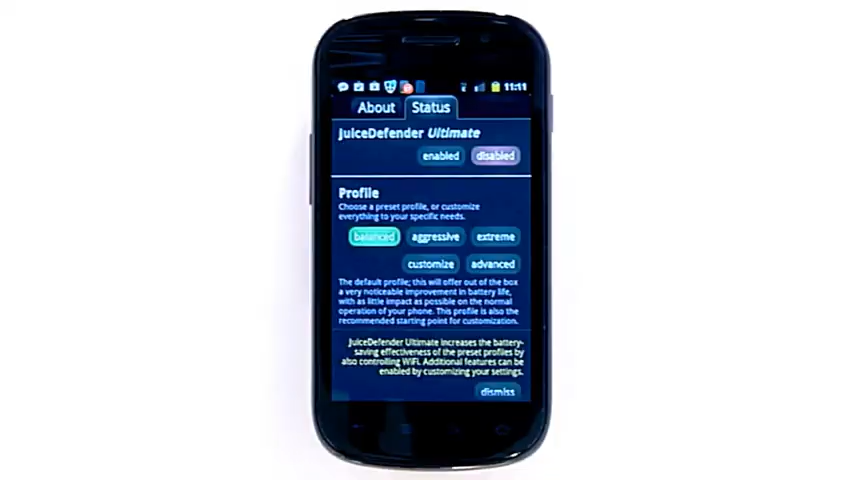 11:11
About Status
JuiceDefender Ultimate
enabled disabled
Profile
Choose a preset profile, or customize
everything to your specific needs.
balanced aggressive extreme
customize advanced
The default profile; this will offer out of the box
a very noticeable improvement in battery life,
with as little impact as possible on the normal
operation of your phone. This profile is also the
recommended starting point for customization.
JuiceDefender Ultimate increases the battery-
saving effectiveness of the preset profiles by
also controlling WiFi. Additional features can be
enabled by customizing your settings.
dismiss